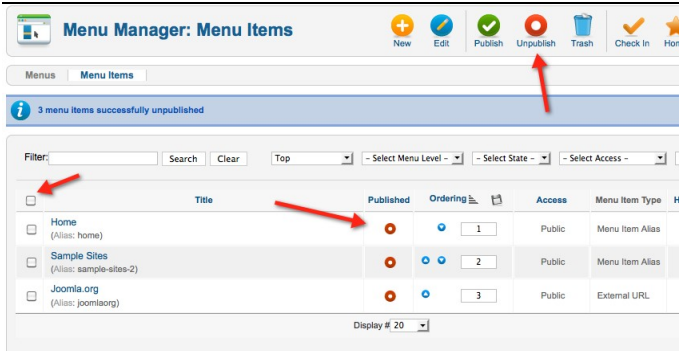 Menu Manager: Menu Items
New Edit Publish Unpublish Trash Check In
Menus Menu Items
3 menu items successfully unpublished
Filter: Search Clear Top - Select Menu Level - - Select State - - Select Access -
Title Published Ordering Access Menu Item Type
Home 1 Public Menu Item Alias
(Alias: home)
Sample Sites 2 Public Menu Item Alias
(Alias: sample-sites-2)
Joomla.org 3 Public External URL
(Alias: joomlaorg)
Display # 20